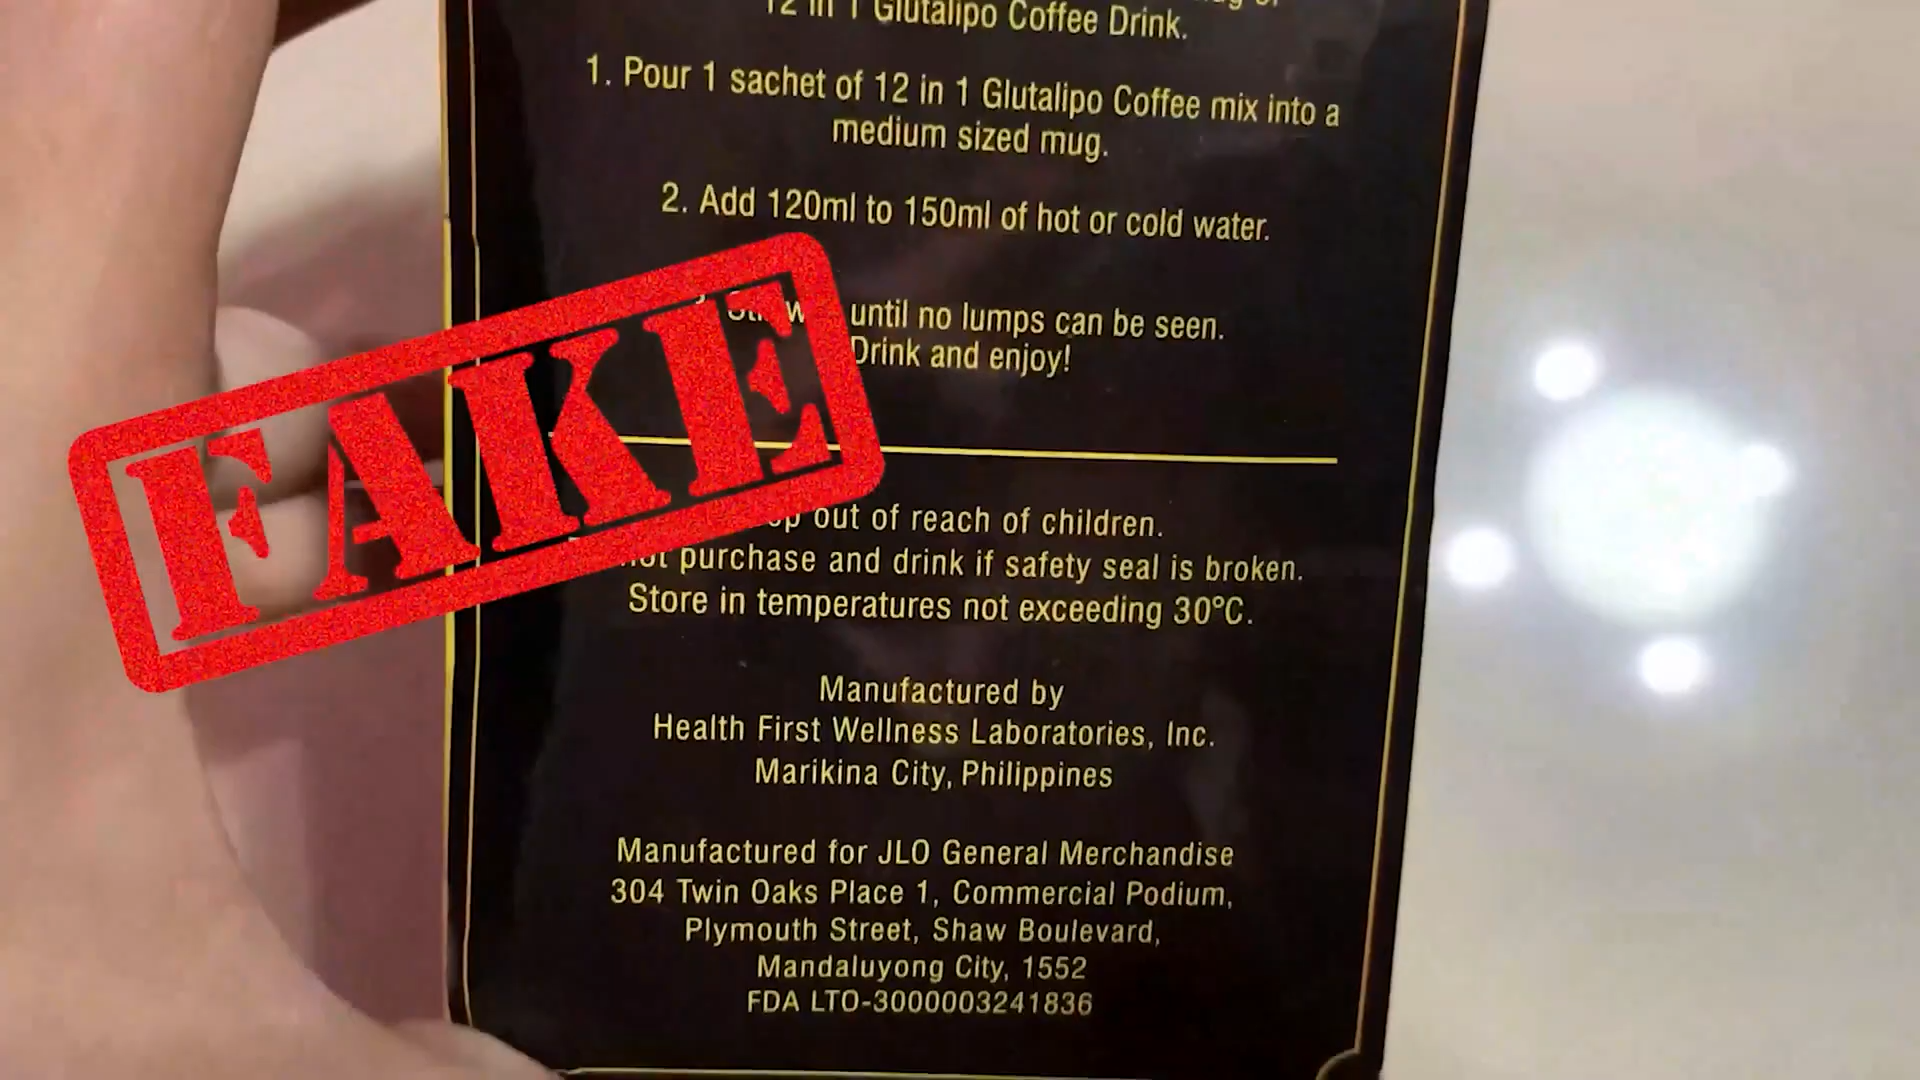 12 in 1 Glutalipo Coffee Drink.
1. Pour 1 sachet of 12 in 1 Glutalipo Coffee mix into a
medium sized mug.
2. Add 120ml to 150ml of hot or cold water.
until no lumps can be seen.
Drink and enjoy!
FAKE
out of reach of children.
purchase and drink if safety seal is broken.
Store in temperatures not exceeding 30°C.
Manufactured by
Health First Wellness Laboratories, Inc.
Marikina City, Philippines
Manufactured for JLO General Merchandise
304 Twin Oaks Place 1, Commercial Podium,
Plymouth Street, Shaw Boulevard,
Mandaluyong City, 1552
FDA LTO-3000003241836